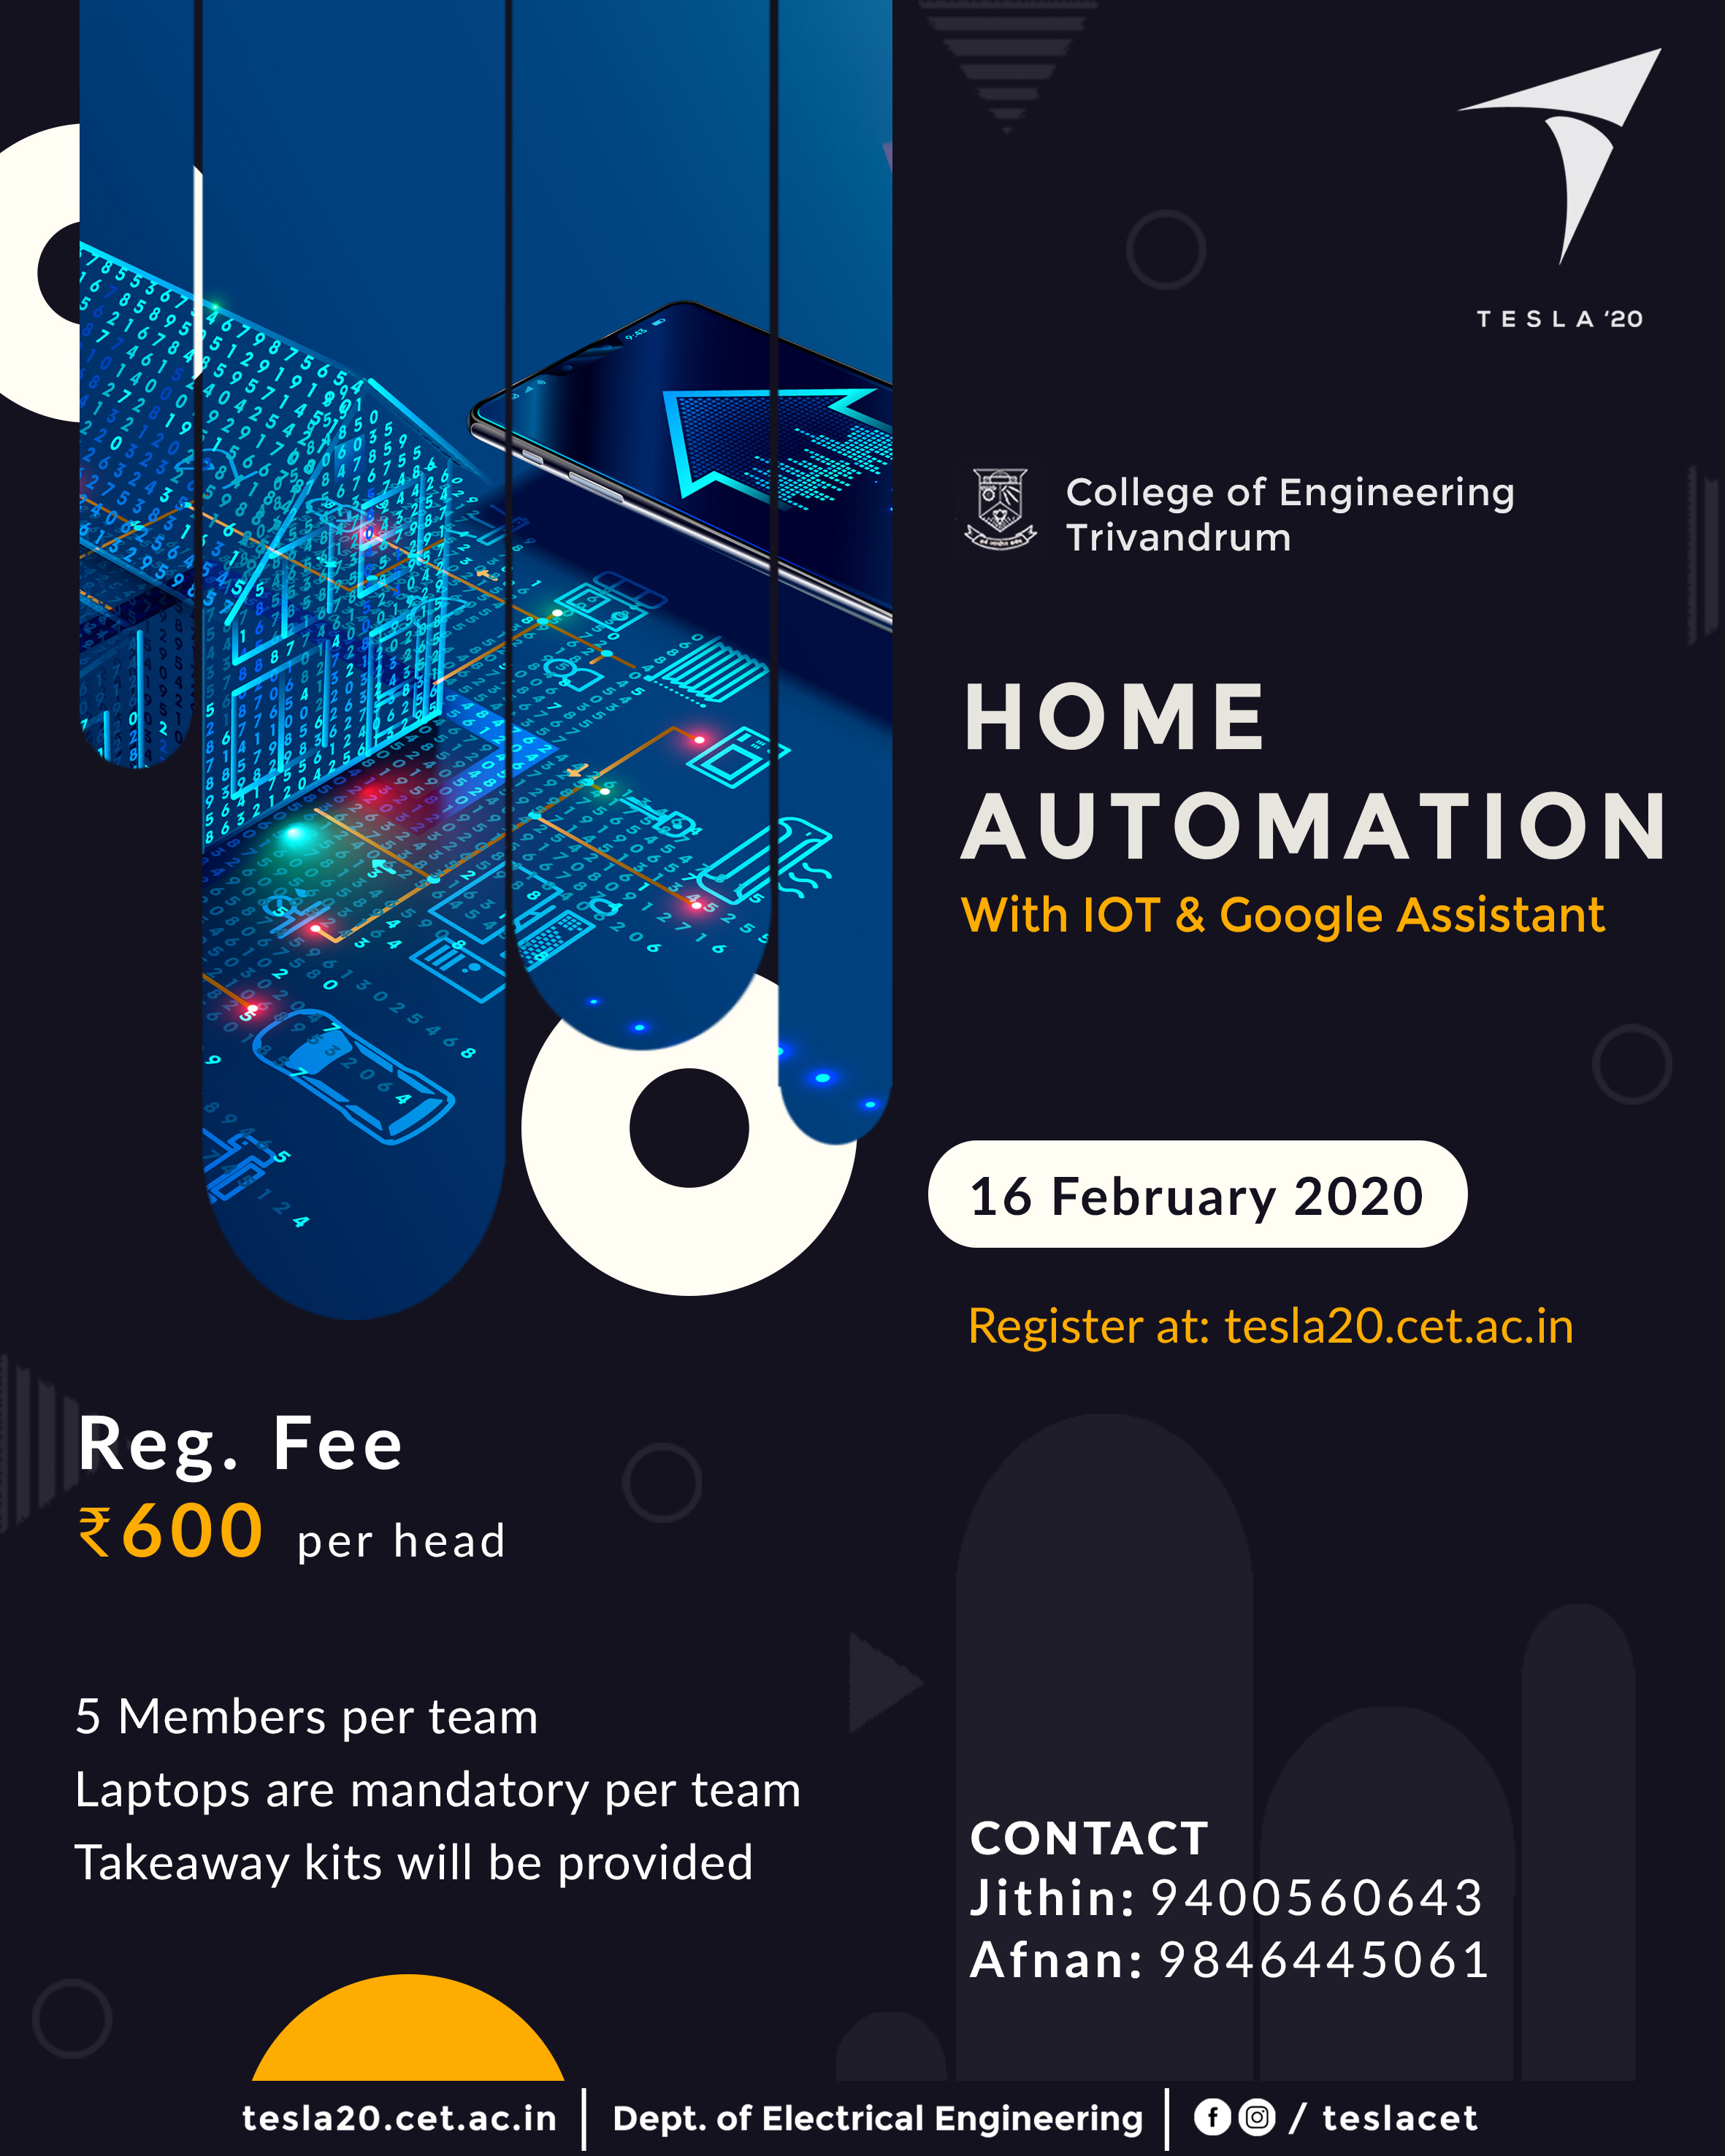 TESLA ‘20
College of Engineering
Trivandrum
HOME
AUTOMATION
With IOT & Google Assistant
16 February 2020
Register at: tesla20.cet.ac.in
Reg. Fee
₹600 per head
5 Members per team
Laptops are mandatory per team
Takeaway kits will be provided
CONTACT
Jithin: 9400560643
Afnan: 9846445061
tesla20.cet.ac.in | Dept. of Electrical Engineering | / teslacet
9:43